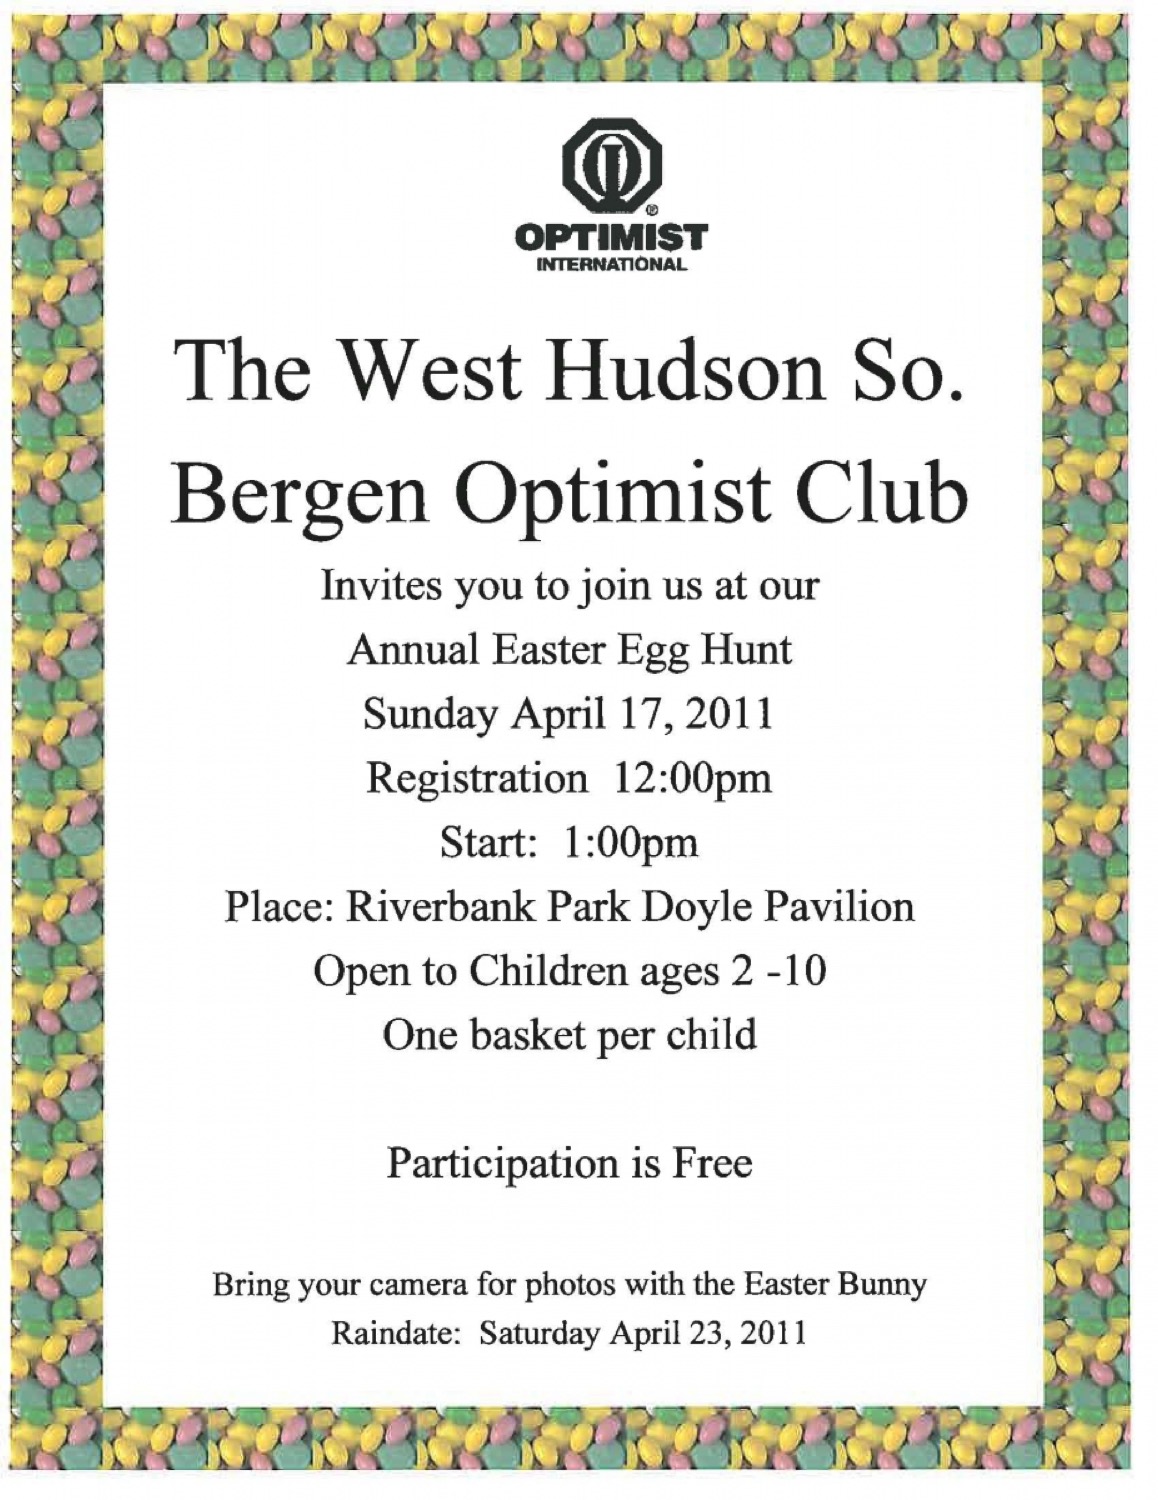 OPTIMIST
INTERNATIONAL
The West Hudson So.
Bergen Optimist Club
Invites you to join us at our
Annual Easter Egg Hunt
Sunday April 17, 2011
Registration 12:00pm
Start: 1:00pm
Place: Riverbank Park Doyle Pavilion
Open to Children ages 2 -10
One basket per child
Participation is Free
Bring your camera for photos with the Easter Bunny
Raindate: Saturday April 23, 2011